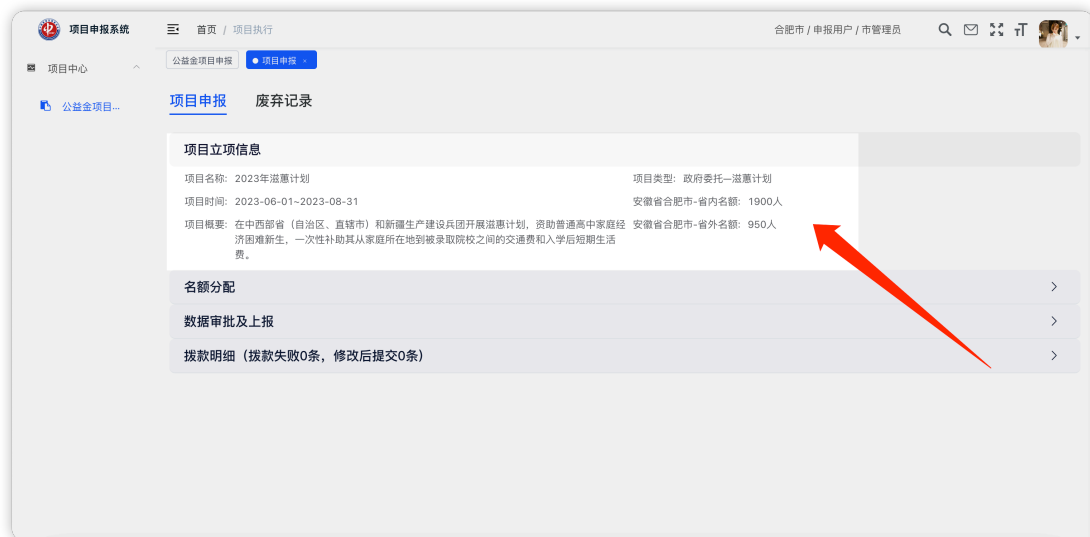 项目申报系统
首页 / 项目执行
合肥市 / 申报用户 / 市管理员
项目中心
公益金项目申报
项目申报 ×
公益金项目...
项目申报
废弃记录
项目立项信息
项目名称: 2023年滋蕙计划
项目类型: 政府委托—滋蕙计划
项目时间: 2023-06-01~2023-08-31
安徽省合肥市-省内名额: 1900人
项目概要: 在中西部省（自治区、直辖市）和新疆生产建设兵团开展滋蕙计划，资助普通高中家庭经
济困难新生，一次性补助其从家庭所在地到被录取院校之间的交通费和入学后短期生活
费。
安徽省合肥市-省外名额: 950人
名额分配
数据审批及上报
拨款明细（拨款失败0条，修改后提交0条）